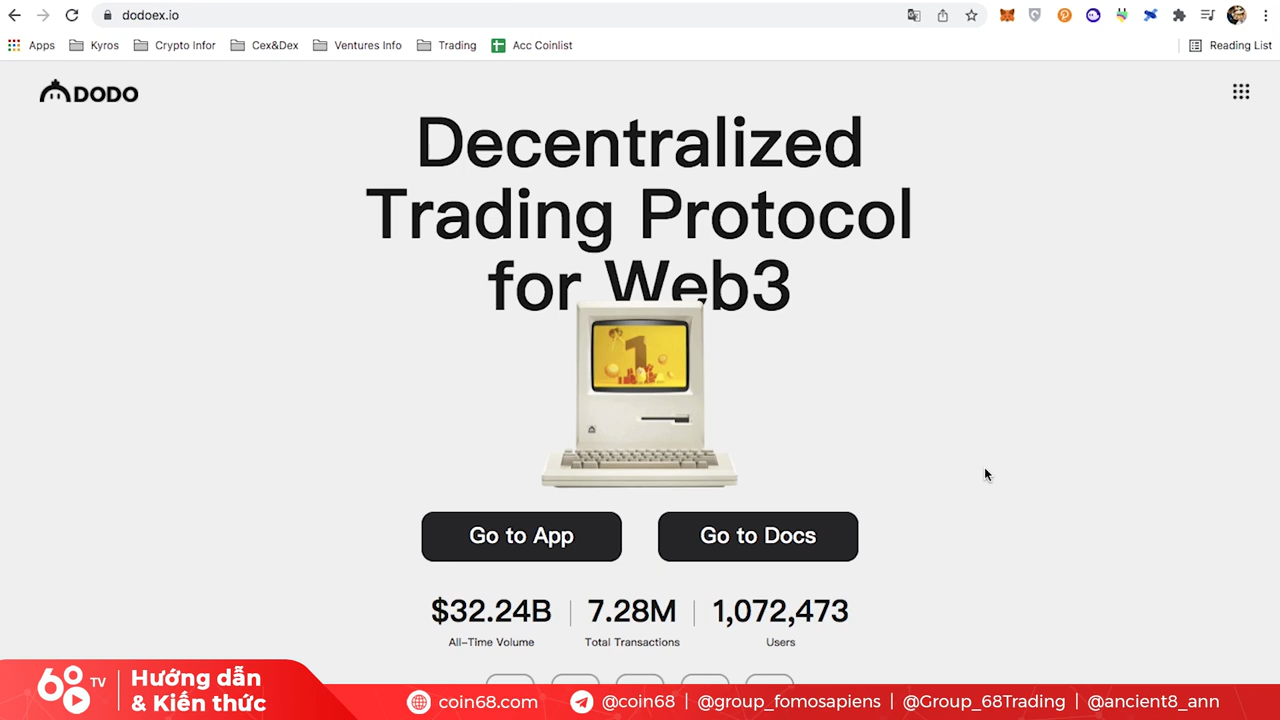 dodoex.io
Apps Kyros Crypto Infor Cex&Dex Ventures Info Trading Acc Coinlist Reading List
DODO
Decentralized
Trading Protocol
for Web3
1
Go to App Go to Docs
$32.24B 7.28M 1,072,473
All-Time Volume Total Transactions Users
68 TV
Hướng dẫn
& Kiến thức
coin68.com @coin68 | @group_fomosapiens | @Group_68Trading | @ancient8_ann